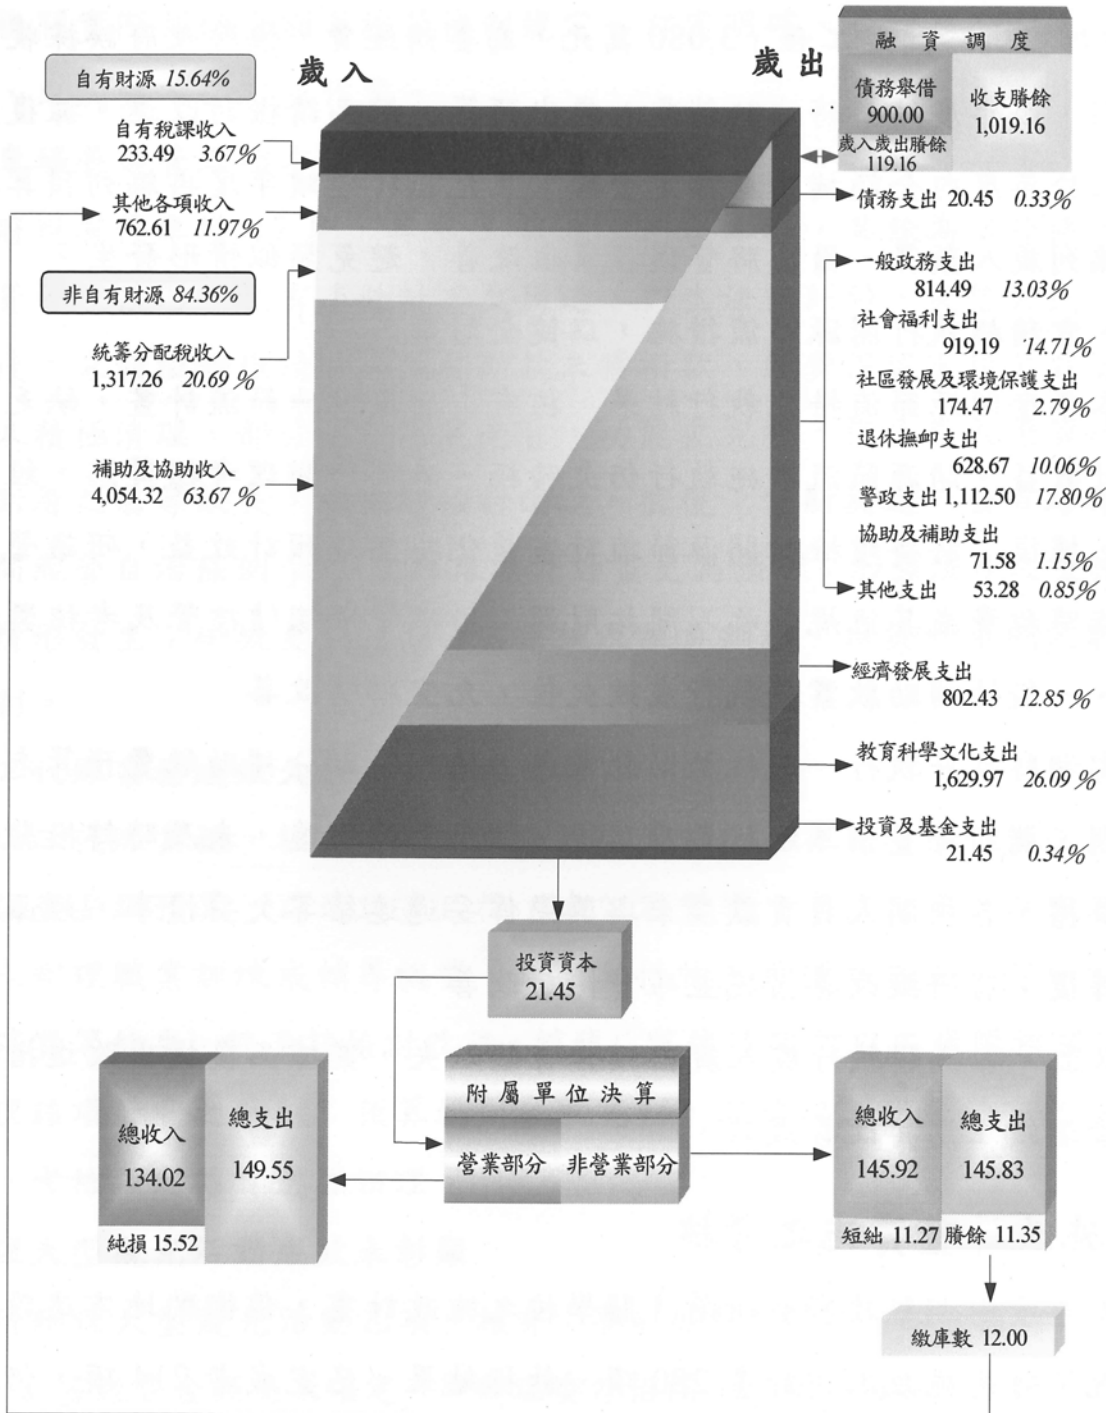 歲入
歲出
自有財源 15.64%
自有稅課收入
233.49 3.67%
其他各項收入
762.61 11.97%
非自有財源 84.36%
統籌分配稅收入
1,317.26 20.69%
補助及協助收入
4,054.32 63.67%
融資調度
債務舉借
900.00
收支賸餘
1,019.16
歲入歲出賸餘
119.16
債務支出 20.45 0.33%
一般政務支出
814.49 13.03%
社會福利支出
919.19 14.71%
社區發展及環境保護支出
174.47 2.79%
退休撫卹支出
628.67 10.06%
警政支出 1,112.50 17.80%
協助及補助支出
71.58 1.15%
其他支出 53.28 0.85%
經濟發展支出
802.43 12.85%
教育科學文化支出
1,629.97 26.09%
投資及基金支出
21.45 0.34%
投資資本
21.45
附屬單位決算
營業部分 非營業部分
總收入
134.02
總支出
149.55
純損 15.52
總收入
145.92
總支出
145.83
短絀 11.27 賸餘 11.35
繳庫數 12.00